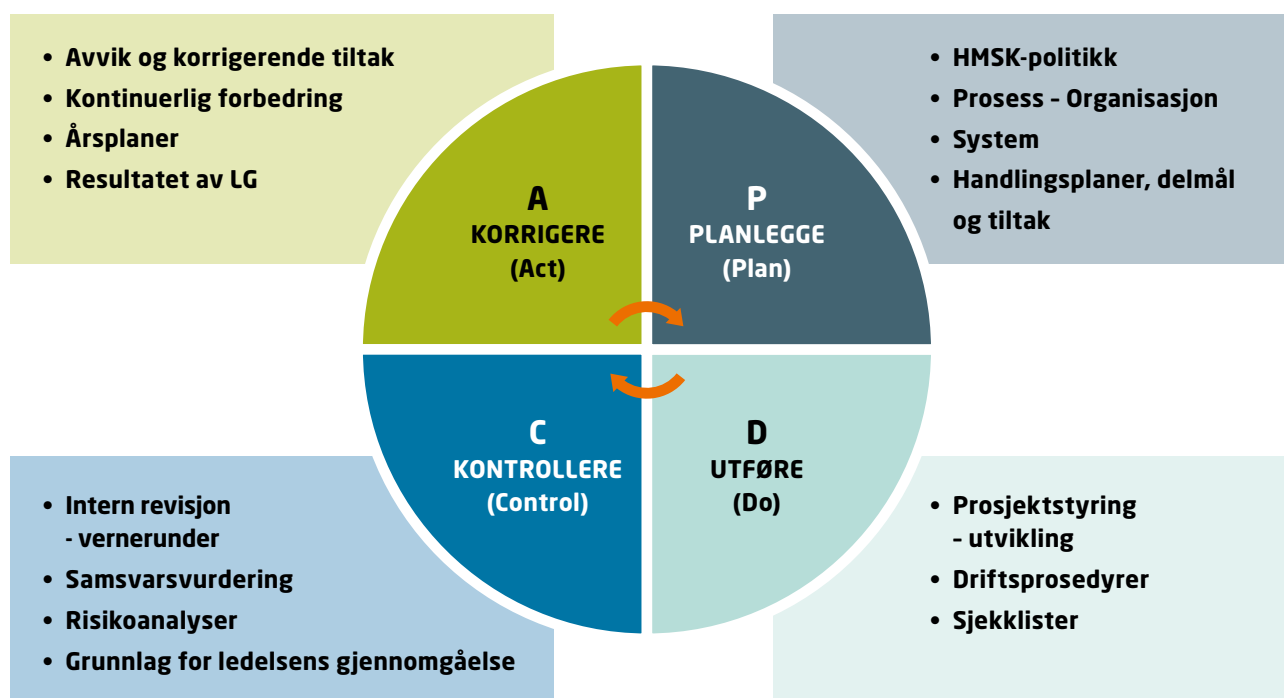 • Avvik og korrigerende tiltak
• Kontinuerlig forbedring
• Årsplaner
• Resultatet av LG
• HMSK-politikk
• Prosess – Organisasjon
• System
• Handlingsplaner, delmål
og tiltak
A
KORRIGERE
(Act)
P
PLANLEGGE
(Plan)
C
KONTROLLERE
(Control)
D
UTFØRE
(Do)
• Intern revisjon
- vernerunder
• Samsvarsvurdering
• Risikoanalyser
• Grunnlag for ledelsens gjennomgåelse
• Prosjektstyring
– utvikling
• Driftsprosedyrer
• Sjekklister